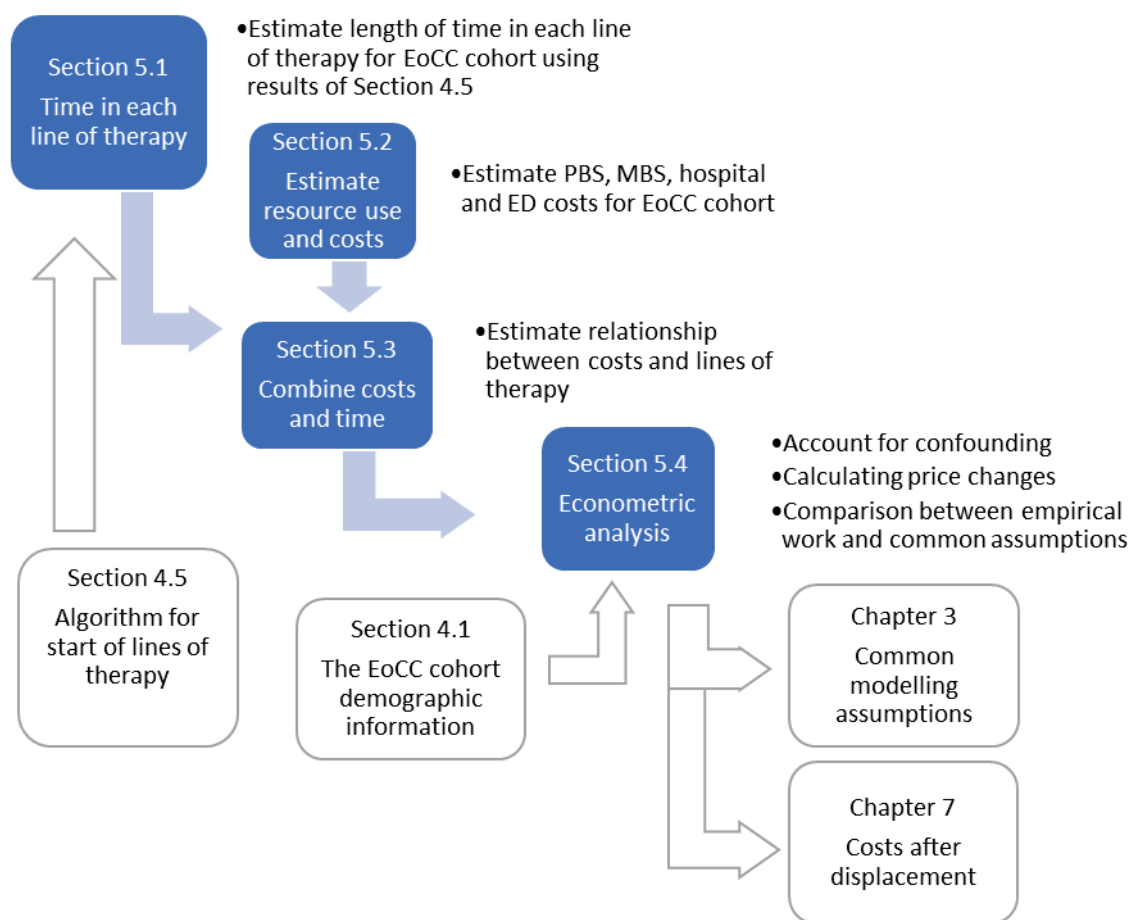 Section 5.1
Time in each
line of therapy
•Estimate length of time in each
line of therapy for EoCC cohort using
results of Section 4.5
Section 5.2
Estimate
resource use
and costs
•Estimate PBS, MBS, hospital
and ED costs for EoCC cohort
Section 5.3
Combine costs
and time
•Estimate relationship
between costs and lines of
therapy
Section 5.4
Econometric
analysis
•Account for confounding
•Calculating price changes
•Comparison between empirical
work and common assumptions
Section 4.5
Algorithm for
start of lines of
therapy
Section 4.1
The EoCC cohort
demographic
information
Chapter 3
Common
modelling
assumptions
Chapter 7
Costs after
displacement